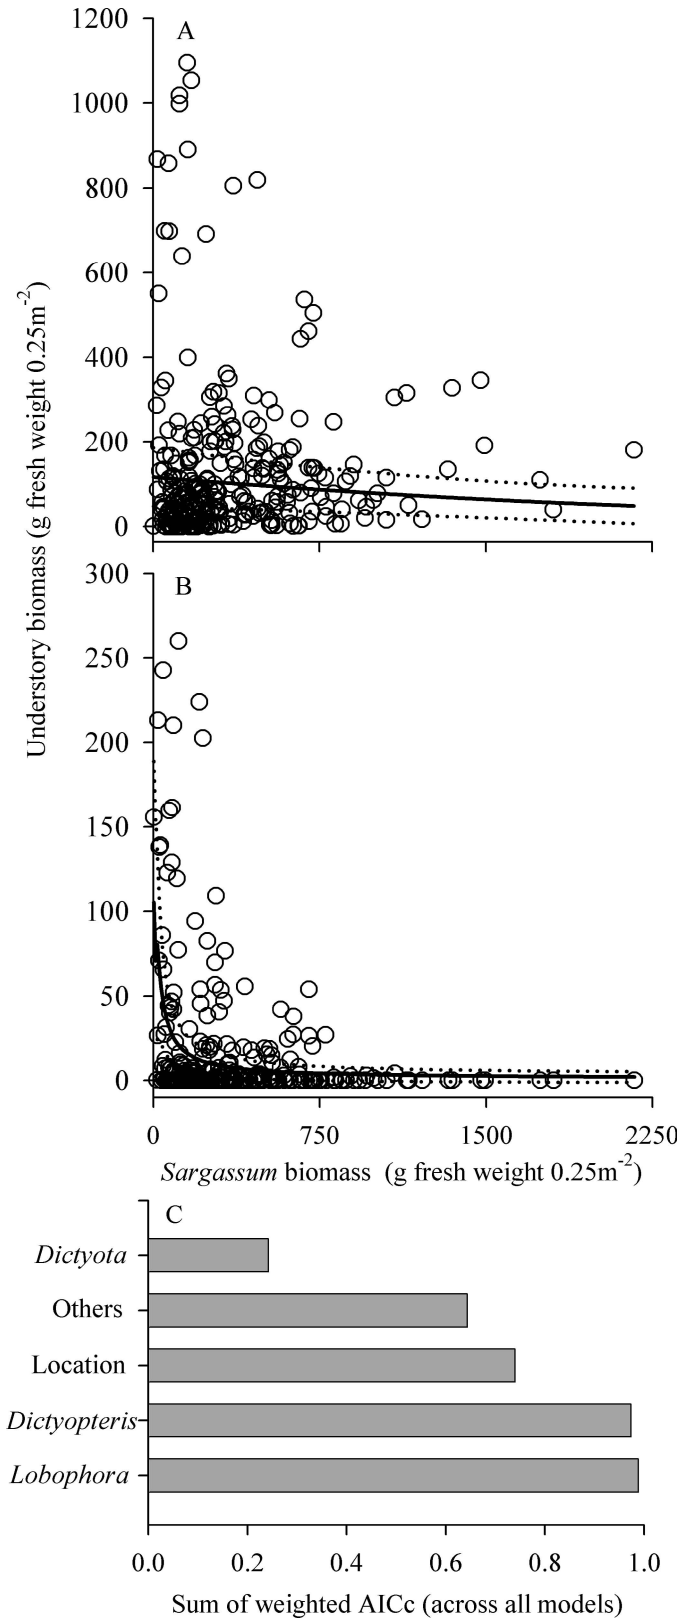 Understory biomass (g fresh weight 0.25m⁻²)
A
1200
1000
800
600
400
200
0
B
300
250
200
150
100
50
0
0 750 1500 2250
Sargassum biomass (g fresh weight 0.25m⁻²)
C
Dictyota
Others
Location
Dictyopteris
Lobophora
0.0 0.2 0.4 0.6 0.8 1.0
Sum of weighted AICc (across all models)